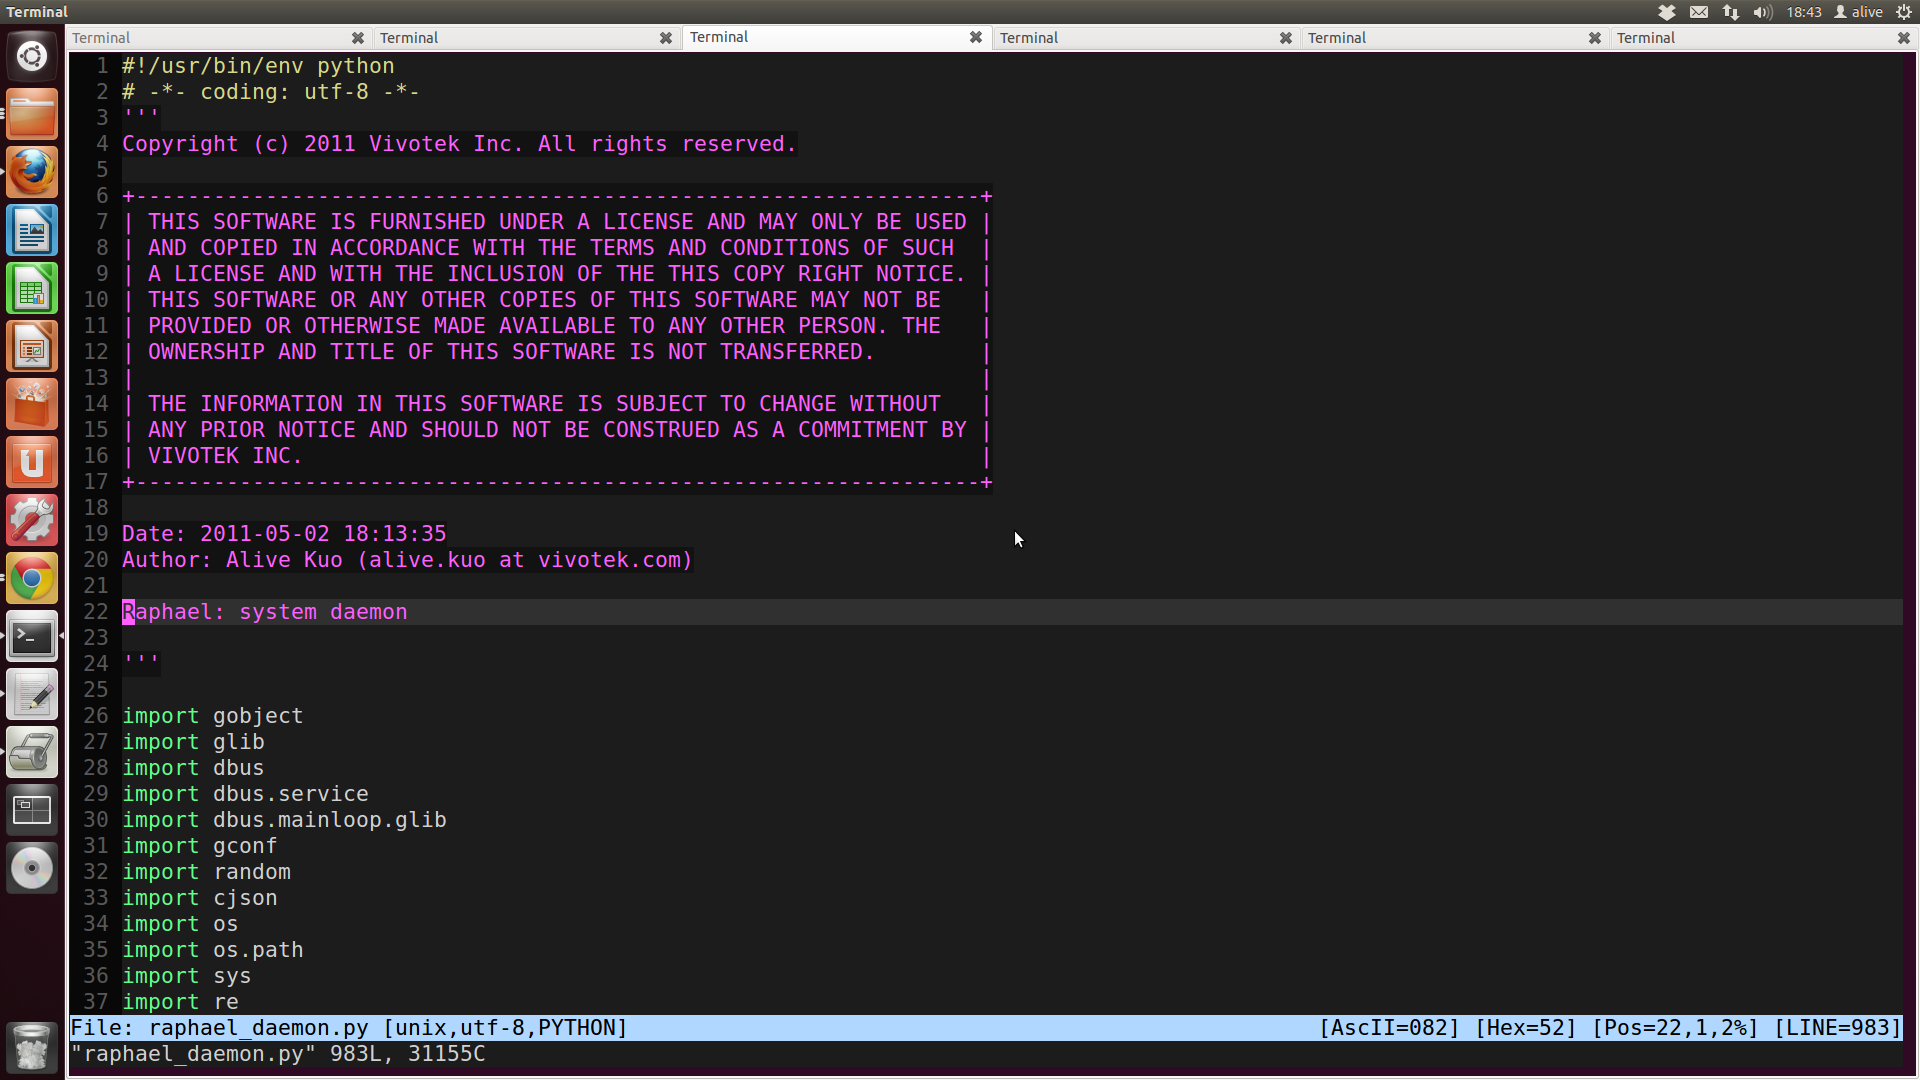 Terminal
18:43 alive
Terminal Terminal Terminal Terminal Terminal Terminal
1 #!/usr/bin/env python
2 # -*- coding: utf-8 -*-
3 '''
4 Copyright (c) 2011 Vivotek Inc. All rights reserved.
5
6 +-----------------------------------------------------------------+
7 | THIS SOFTWARE IS FURNISHED UNDER A LICENSE AND MAY ONLY BE USED |
8 | AND COPIED IN ACCORDANCE WITH THE TERMS AND CONDITIONS OF SUCH  |
9 | A LICENSE AND WITH THE INCLUSION OF THE THIS COPY RIGHT NOTICE. |
10 | THIS SOFTWARE OR ANY OTHER COPIES OF THIS SOFTWARE MAY NOT BE   |
11 | PROVIDED OR OTHERWISE MADE AVAILABLE TO ANY OTHER PERSON. THE   |
12 | OWNERSHIP AND TITLE OF THIS SOFTWARE IS NOT TRANSFERRED.        |
13 |                                                                 |
14 | THE INFORMATION IN THIS SOFTWARE IS SUBJECT TO CHANGE WITHOUT   |
15 | ANY PRIOR NOTICE AND SHOULD NOT BE CONSTRUED AS A COMMITMENT BY |
16 | VIVOTEK INC.                                                    |
17 +-----------------------------------------------------------------+
18
19 Date: 2011-05-02 18:13:35
20 Author: Alive Kuo (alive.kuo at vivotek.com)
21
22 Raphael: system daemon
23
24 '''
25
26 import gobject
27 import glib
28 import dbus
29 import dbus.service
30 import dbus.mainloop.glib
31 import gconf
32 import random
33 import cjson
34 import os
35 import os.path
36 import sys
37 import re
File: raphael_daemon.py [unix,utf-8,PYTHON] [AscII=082] [Hex=52] [Pos=22,1,2%] [LINE=983]
"raphael_daemon.py" 983L, 31155C